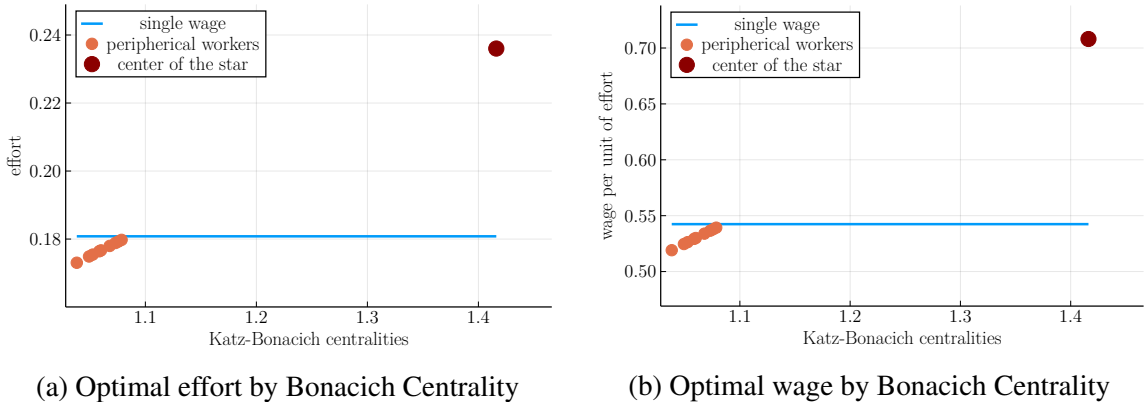 0.24
0.22
0.20
0.18
effort
single wage
peripherical workers
center of the star
1.1
1.2
1.3
1.4
Katz-Bonacich centralities
(a) Optimal effort by Bonacich Centrality
0.70
0.65
0.60
0.55
0.50
wage per unit of effort
single wage
peripherical workers
center of the star
1.1
1.2
1.3
1.4
Katz-Bonacich centralities
(b) Optimal wage by Bonacich Centrality